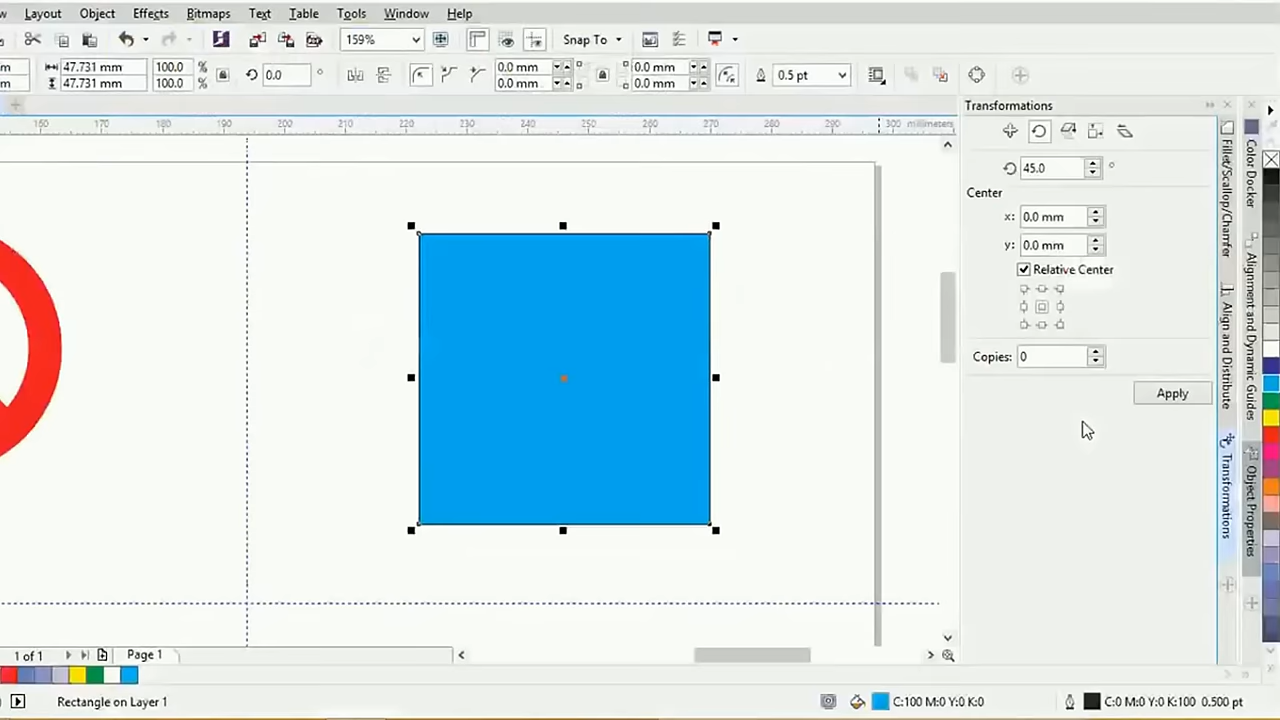 Layout Object Effects Bitmaps Text Table Tools Window Help
159% Snap To
47.731 mm 100.0 % 0.0 ° 0.0 mm 0.0 mm 0.5 pt
47.731 mm 100.0 % 0.0 mm 0.0 mm
160 170 180 190 200 210 220 230 240 250 260 270 280 290 300 millimeters
Transformations
45.0 °
Center
x: 0.0 mm
y: 0.0 mm
Relative Center
Copies: 0
Apply
Fillet/Scallop/Chamfer
Align and Distribute
Transformations
Color Docker
Alignment and Dynamic Guides
Object Properties
1 of 1 Page 1
Rectangle on Layer 1 C:100 M:0 Y:0 K:0 C:0 M:0 Y:0 K:100 0.500 pt